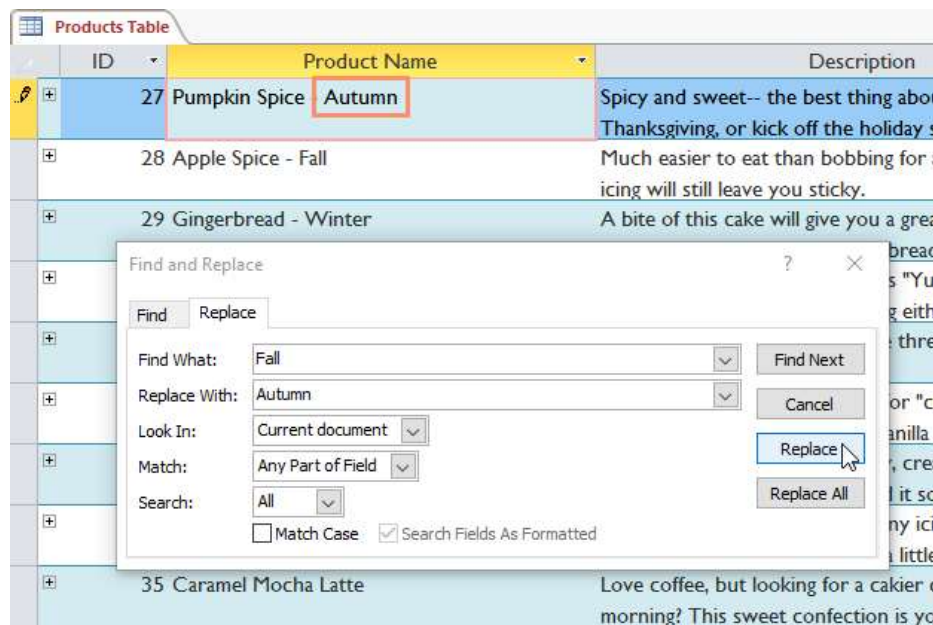 Products Table
ID Product Name Description
27 Pumpkin Spice - Autumn Spicy and sweet-- the best thing
Thanksgiving, or kick off the holiday
28 Apple Spice - Fall Much easier to eat than bobbing for
icing will still leave you sticky.
29 Gingerbread - Winter A bite of this cake will give you a
Find and Replace ?
"Yu
Find Replace
Find What: Fall Find Next
Replace With: Autumn Cancel
or "c
Look In: Current document
Match: Any Part of Field Replace
Search: All Replace All
Match Case Search Fields As Formatted
35 Caramel Mocha Latte Love coffee, but looking for a cakier
morning? This sweet confection is